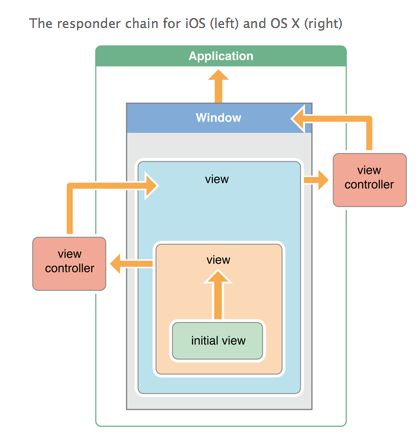 The responder chain for iOS (left) and OS X (right)
Application
Window
view
view
controller
view
controller
view
initial view